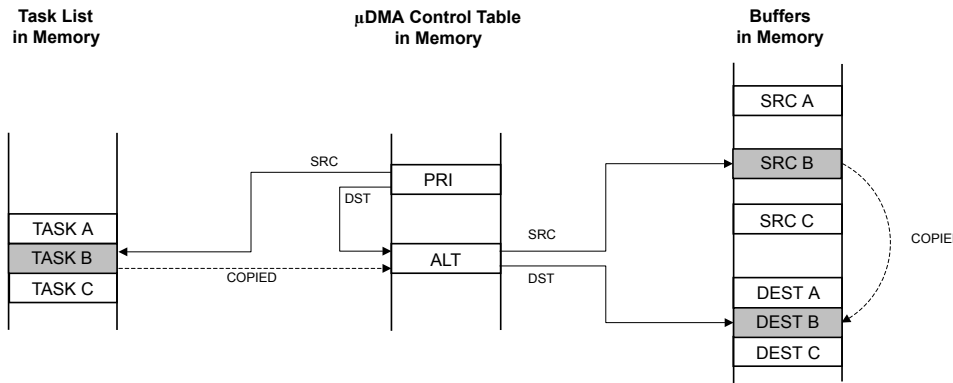 Task List
in Memory
µDMA Control Table
in Memory
Buffers
in Memory
SRC A
SRC
PRI
SRC B
DST
TASK A
SRC C
TASK B
COPIED
ALT
SRC
DST
COPIE
TASK C
DEST A
DEST B
DEST C